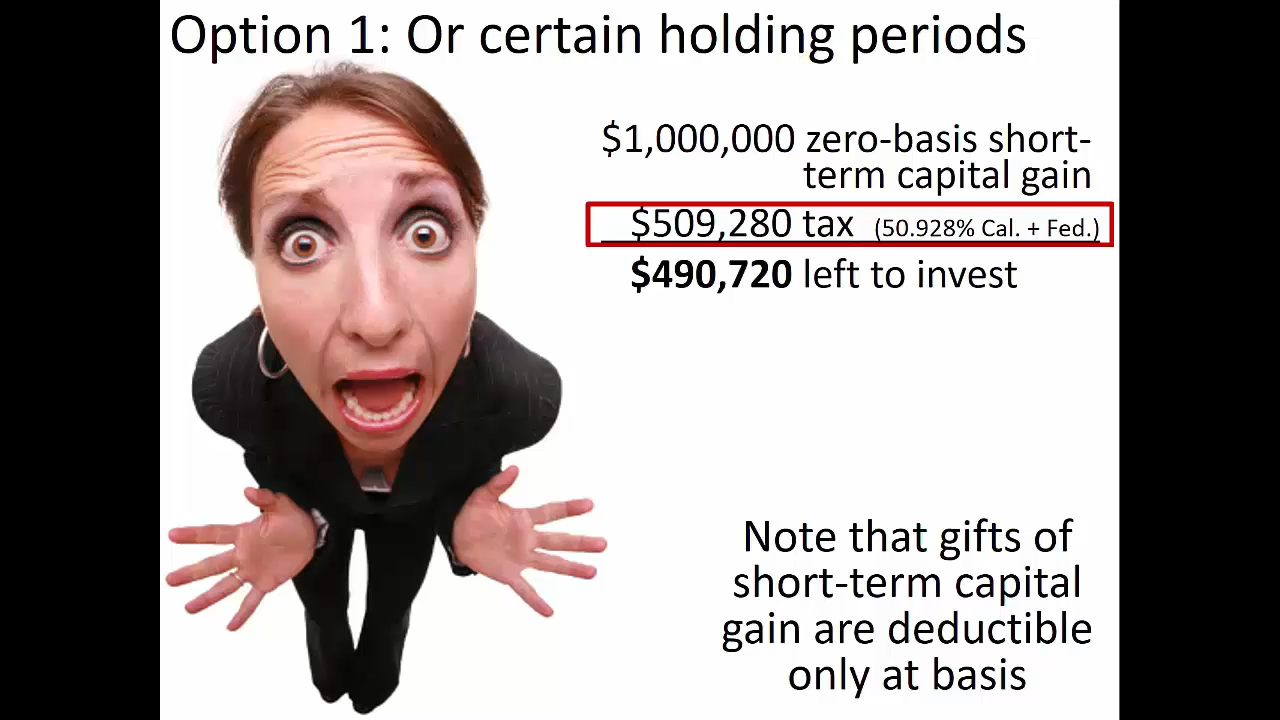 Option 1: Or certain holding periods
$1,000,000 zero-basis short-
term capital gain
$509,280 tax (50.928% Cal. + Fed.)
$490,720 left to invest
Note that gifts of
short-term capital
gain are deductible
only at basis